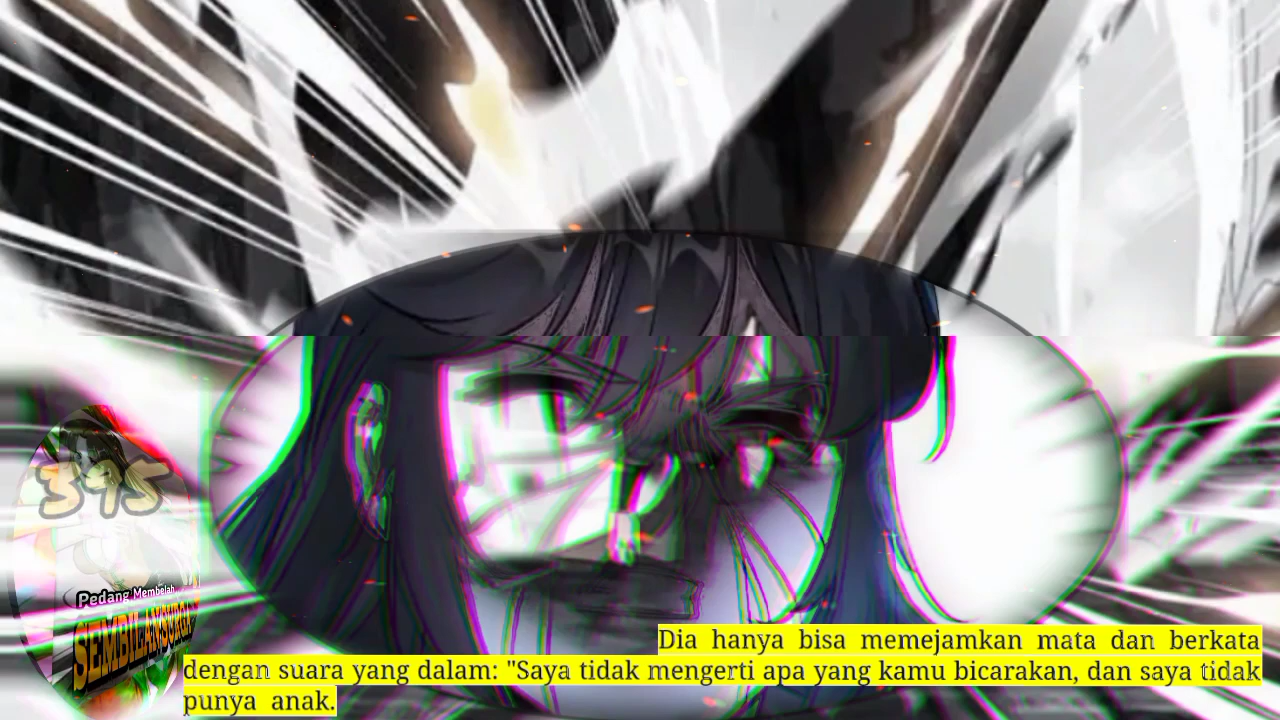 395
Pedang Membelah
SEMBILAN SURGA
Dia hanya bisa memejamkan mata dan berkata
dengan suara yang dalam: "Saya tidak mengerti apa yang kamu bicarakan, dan saya tidak
punya anak.